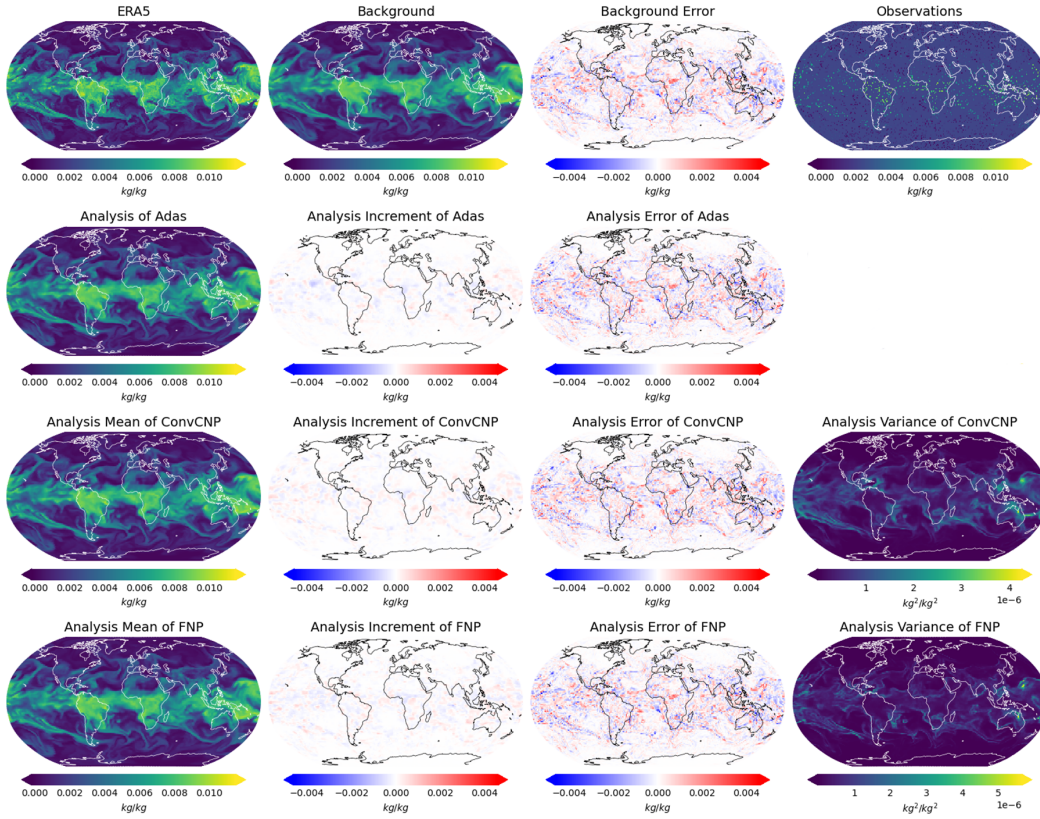 ERA5
Background
Background Error
Observations
0.000 0.002 0.004 0.006 0.008 0.010
kg/kg
0.000 0.002 0.004 0.006 0.008 0.010
kg/kg
−0.004 −0.002 0.000 0.002 0.004
kg/kg
0.000 0.002 0.004 0.006 0.008 0.010
kg/kg
Analysis of Adas
Analysis Increment of Adas
Analysis Error of Adas
0.000 0.002 0.004 0.006 0.008 0.010
kg/kg
−0.004 −0.002 0.000 0.002 0.004
kg/kg
−0.004 −0.002 0.000 0.002 0.004
kg/kg
Analysis Mean of ConvCNP
Analysis Increment of ConvCNP
Analysis Error of ConvCNP
Analysis Variance of ConvCNP
0.000 0.002 0.004 0.006 0.008 0.010
kg/kg
−0.004 −0.002 0.000 0.002 0.004
kg/kg
−0.004 −0.002 0.000 0.002 0.004
kg/kg
1 2 3 4
kg²/kg²
1e−6
Analysis Mean of FNP
Analysis Increment of FNP
Analysis Error of FNP
Analysis Variance of FNP
0.000 0.002 0.004 0.006 0.008 0.010
kg/kg
−0.004 −0.002 0.000 0.002 0.004
kg/kg
−0.004 −0.002 0.000 0.002 0.004
kg/kg
1 2 3 4 5
kg²/kg²
1e−6